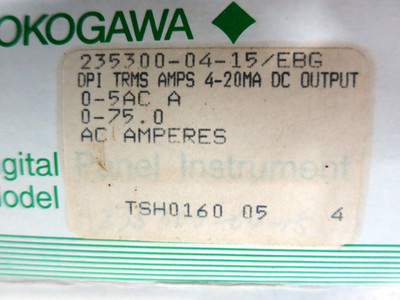 OKOGAWA
235300-04-15/EBG
DPI TRMS AMPS 4-20MA DC OUTPUT
0-5AC A
0-75.0
AC AMPERES
igital Panel Instrument
odel
TSH0160 05 4